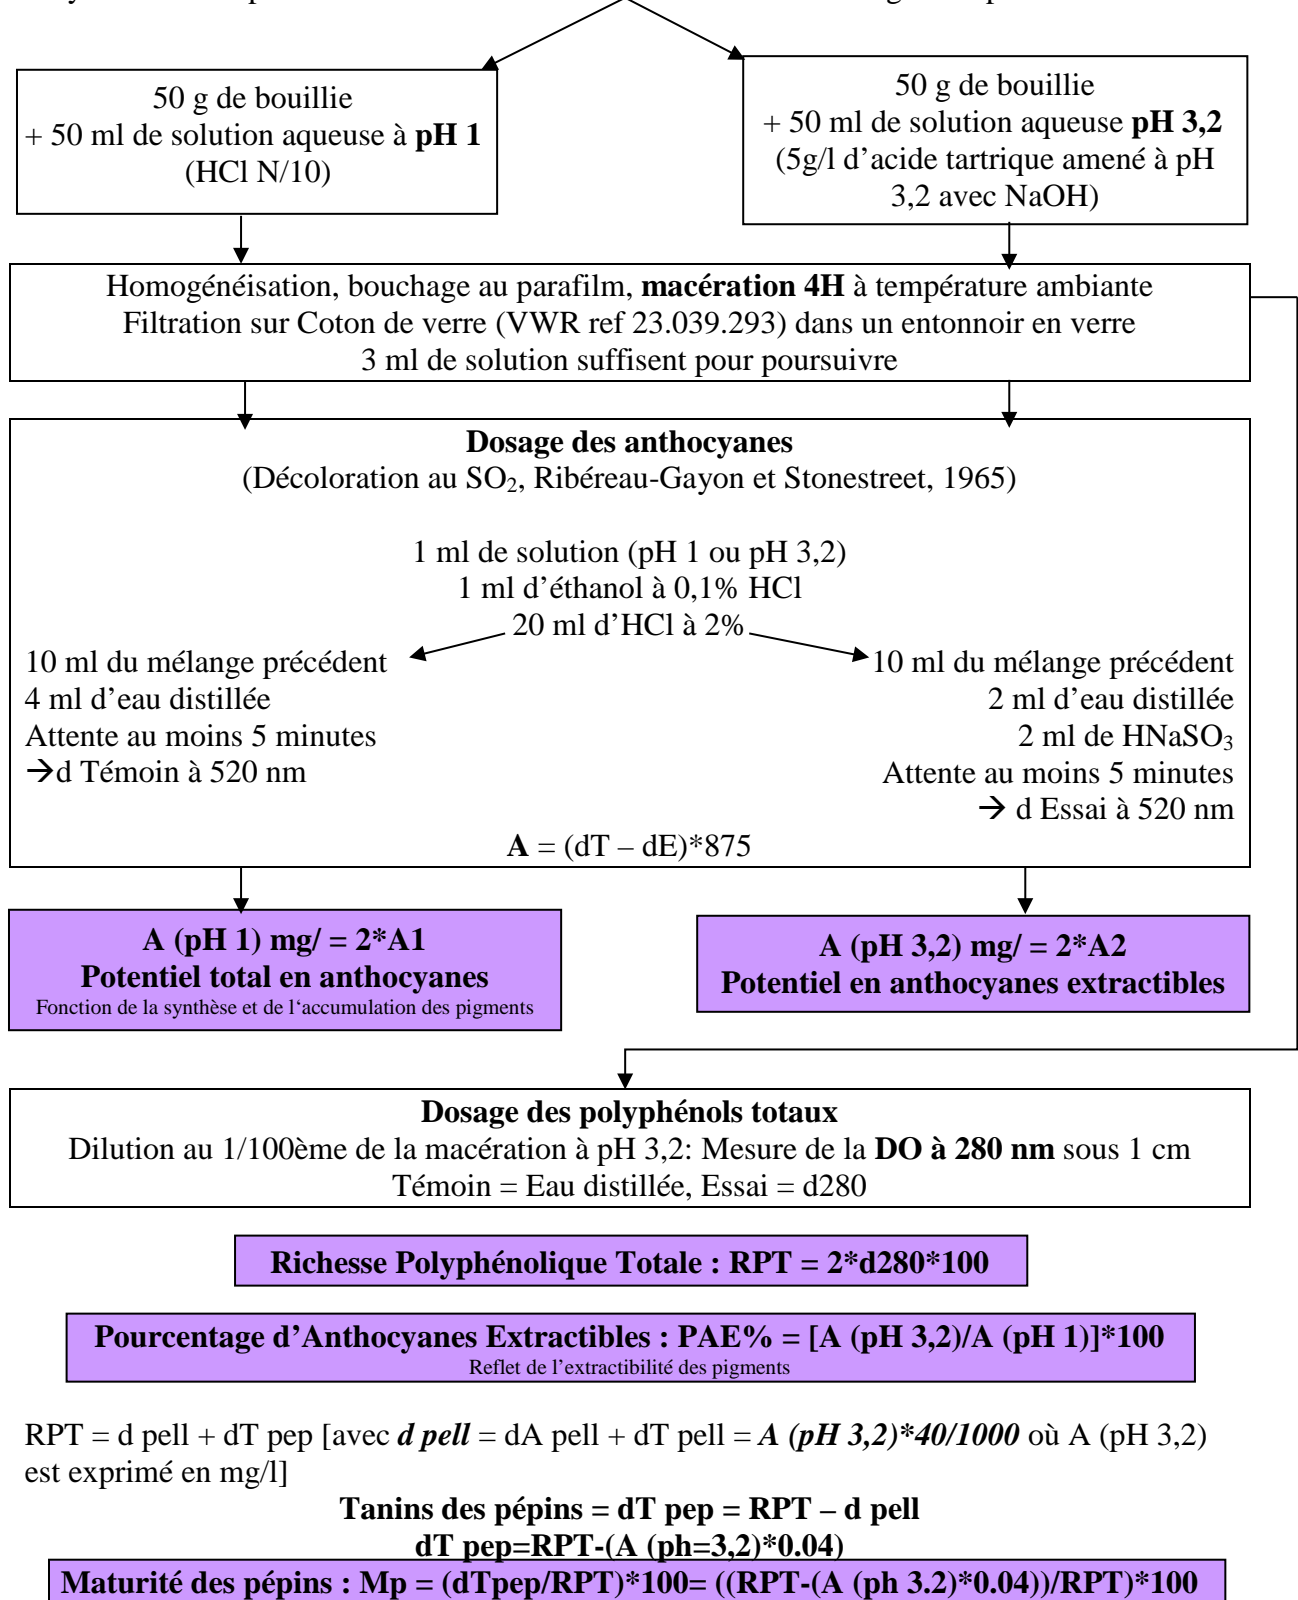 50 g de bouillie
+ 50 ml de solution aqueuse à pH 1
(HCl N/10)
50 g de bouillie
+ 50 ml de solution aqueuse pH 3,2
(5g/l d’acide tartrique amené à pH
3,2 avec NaOH)
Homogénéisation, bouchage au parafilm, macération 4H à température ambiante
Filtration sur Coton de verre (VWR ref 23.039.293) dans un entonnoir en verre
3 ml de solution suffisent pour poursuivre
Dosage des anthocyanes
(Décoloration au SO₂, Ribéreau-Gayon et Stonestreet, 1965)
1 ml de solution (pH 1 ou pH 3,2)
1 ml d’éthanol à 0,1% HCl
20 ml d’HCl à 2%
10 ml du mélange précédent
4 ml d’eau distillée
Attente au moins 5 minutes
→d Témoin à 520 nm
10 ml du mélange précédent
2 ml d’eau distillée
2 ml de HNaSO₃
Attente au moins 5 minutes
→ d Essai à 520 nm
A = (dT – dE)*875
A (pH 1) mg/ = 2*A1
Potentiel total en anthocyanes
Fonction de la synthèse et de l‘accumulation des pigments
A (pH 3,2) mg/ = 2*A2
Potentiel en anthocyanes extractibles
Dosage des polyphénols totaux
Dilution au 1/100ème de la macération à pH 3,2: Mesure de la DO à 280 nm sous 1 cm
Témoin = Eau distillée, Essai = d280
Richesse Polyphénolique Totale : RPT = 2*d280*100
Pourcentage d’Anthocyanes Extractibles : PAE% = [A (pH 3,2)/A (pH 1)]*100
Reflet de l’extractibilité des pigments
RPT = d pell + dT pep [avec d pell = dA pell + dT pell = A (pH 3,2)*40/1000 où A (pH 3,2)
est exprimé en mg/l]
Tanins des pépins = dT pep = RPT – d pell
dT pep=RPT-(A (ph=3,2)*0.04)
Maturité des pépins : Mp = (dTpep/RPT)*100= ((RPT-(A (ph 3.2)*0.04))/RPT)*100